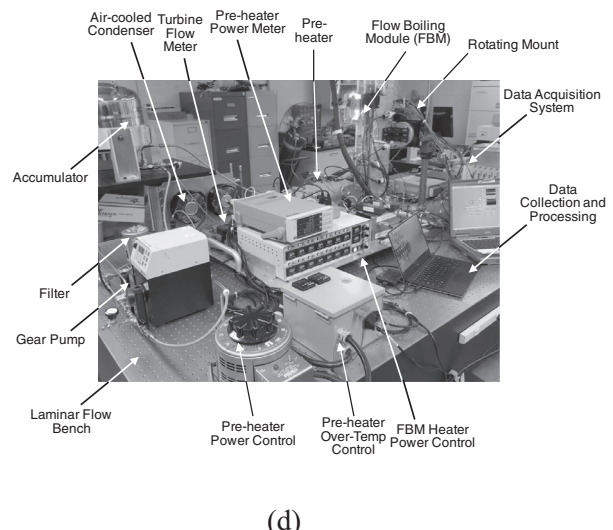 Air-cooled
Condenser
Turbine
Flow
Meter
Pre-heater
Power Meter
Pre-
heater
Flow Boiling
Module (FBM)
Rotating Mount
Data Acquisition
System
Accumulator
Data
Collection and
Processing
Filter
Gear Pump
Laminar Flow
Bench
Pre-heater
Power Control
Pre-heater
Over-Temp
Control
FBM Heater
Power Control
(d)